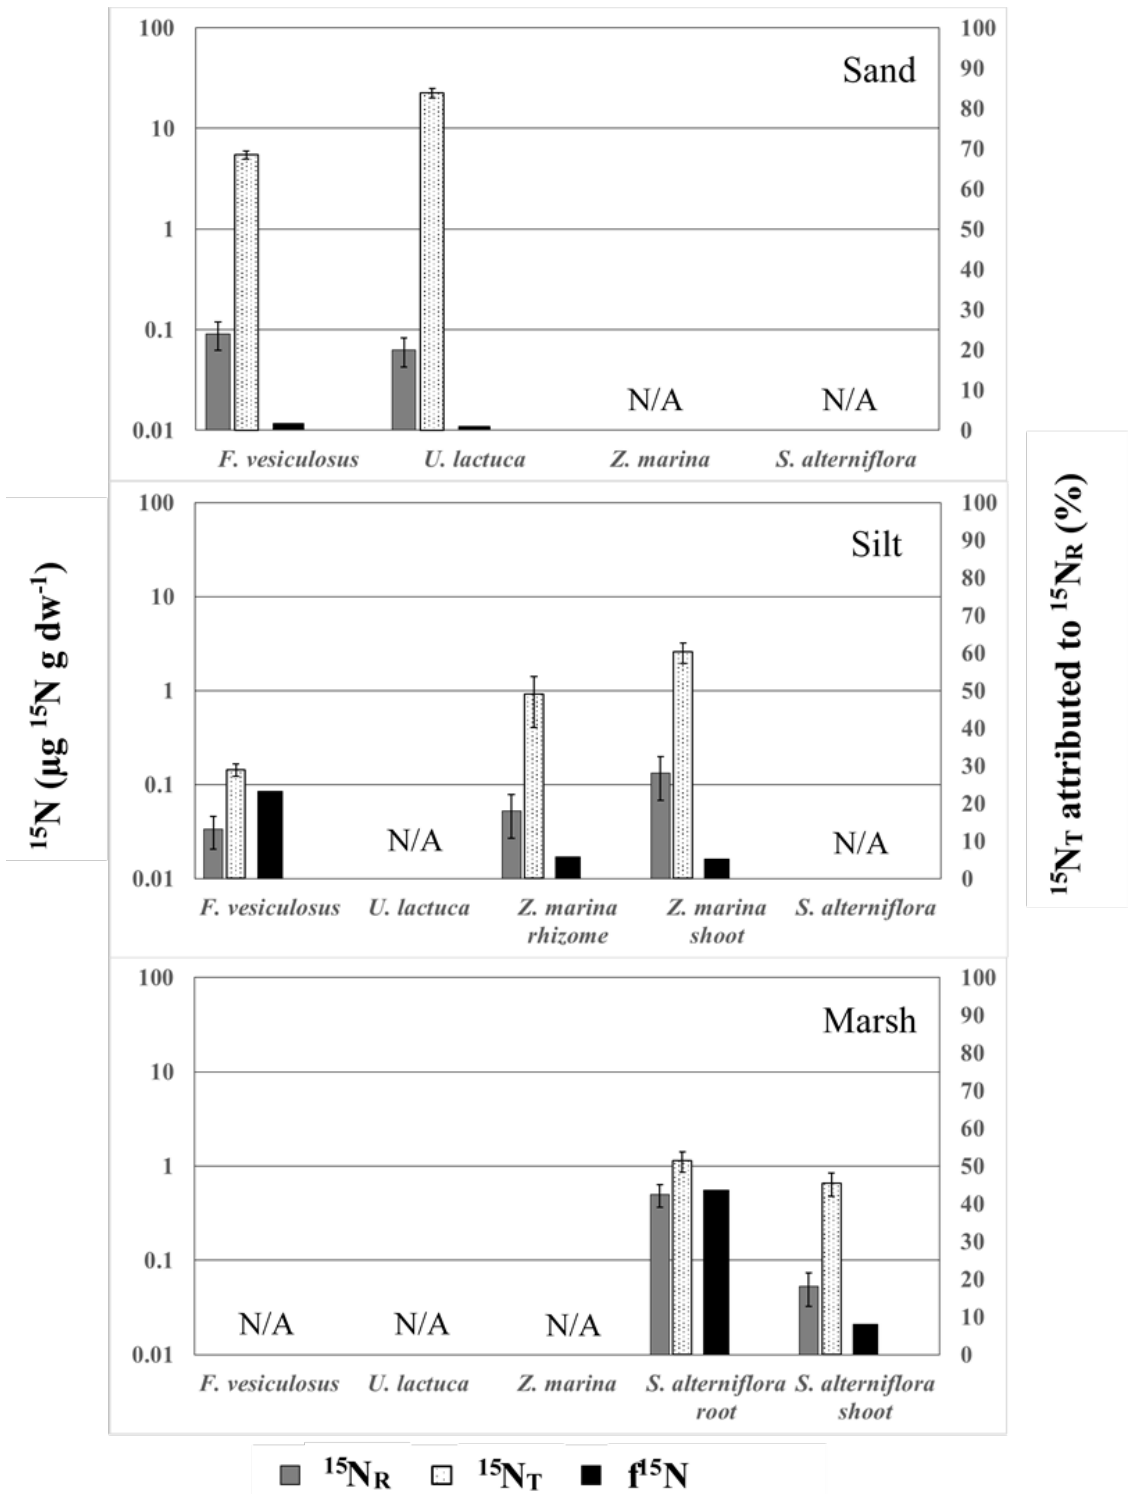 100 100
90
Sand
80
10
70
60
1 50
40
30
0.1
20
N/A N/A
10
0.01 0
F. vesiculosus U. lactuca Z. marina S. alterniflora
100 100
90
Silt
80
10
70
60
1 50
40
30
0.1
20
N/A N/A
10
0.01 0
F. vesiculosus U. lactuca Z. marina Z. marina S. alterniflora
rhizome shoot
100 100
90
Marsh
80
10
70
60
1 50
40
30
0.1
20
N/A N/A N/A
10
0.01 0
F. vesiculosus U. lactuca Z. marina S. alterniflora S. alterniflora
root shoot
¹⁵N (µg ¹⁵N g dw⁻¹)
¹⁵NT attributed to ¹⁵NR (%)
¹⁵NR ¹⁵NT f¹⁵N